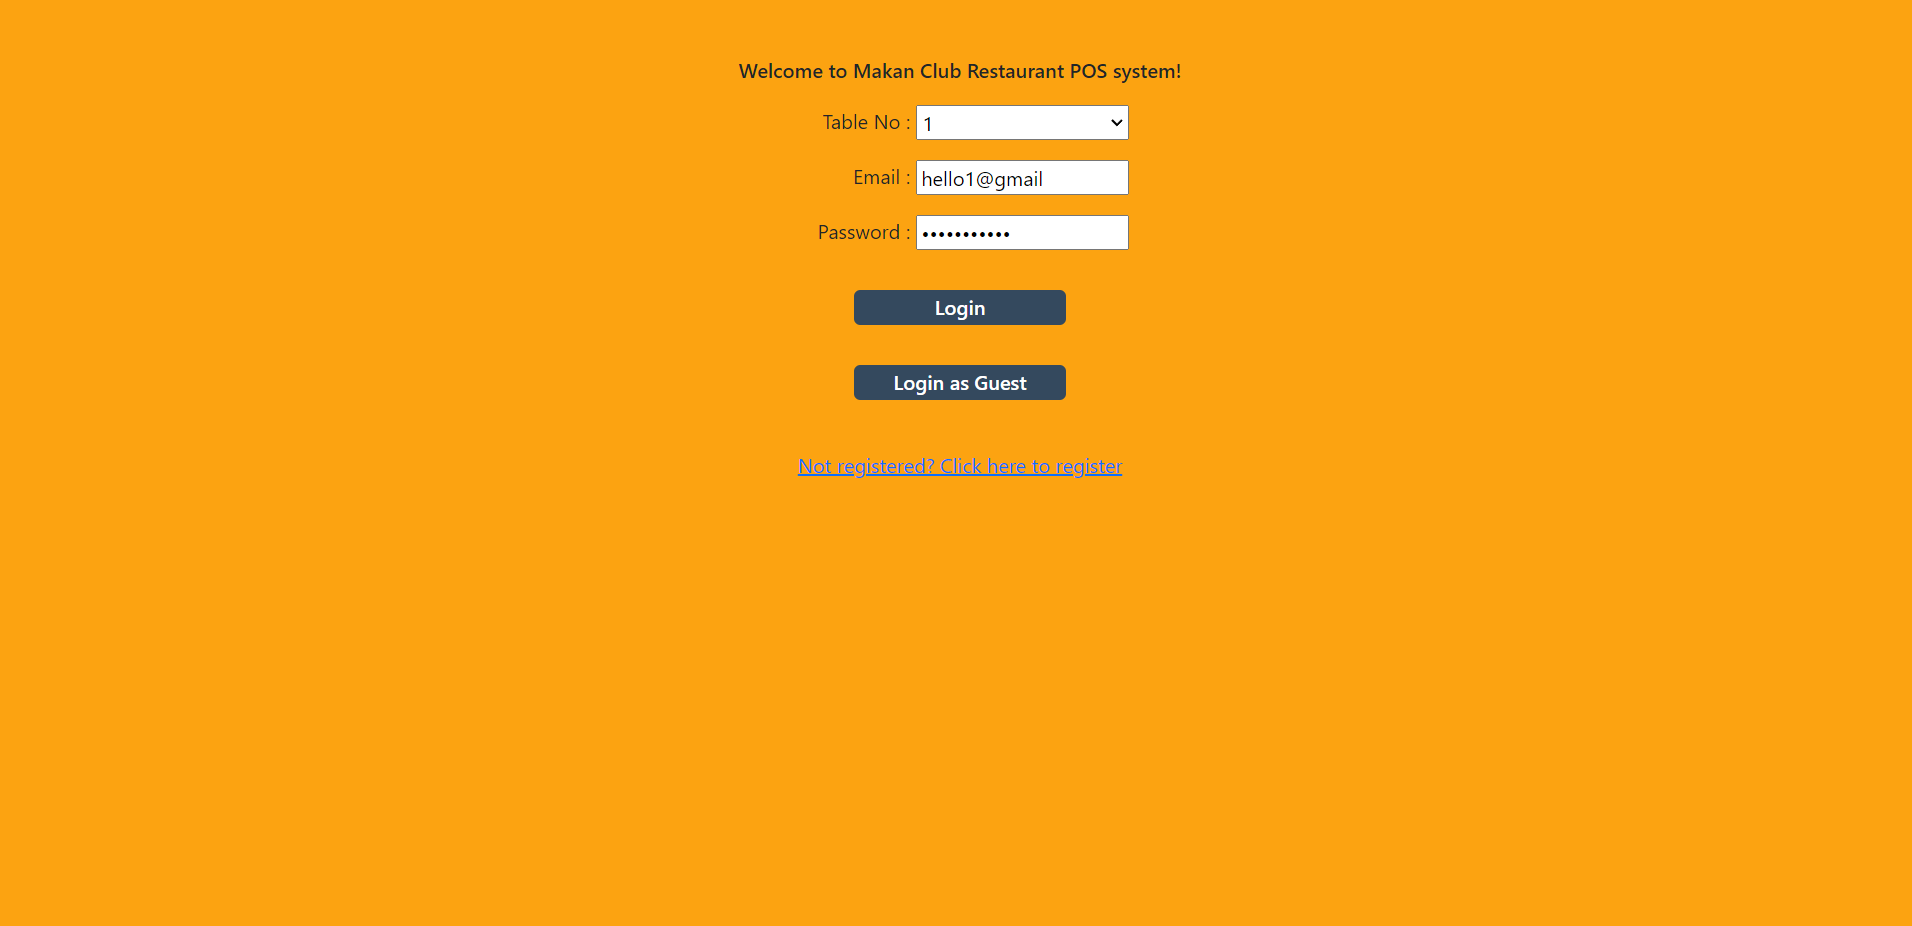 Welcome to Makan Club Restaurant POS system!
Table No : 1
Email : hello1@gmail
Password : •••••••••••
Login
Login as Guest
Not registered? Click here to register